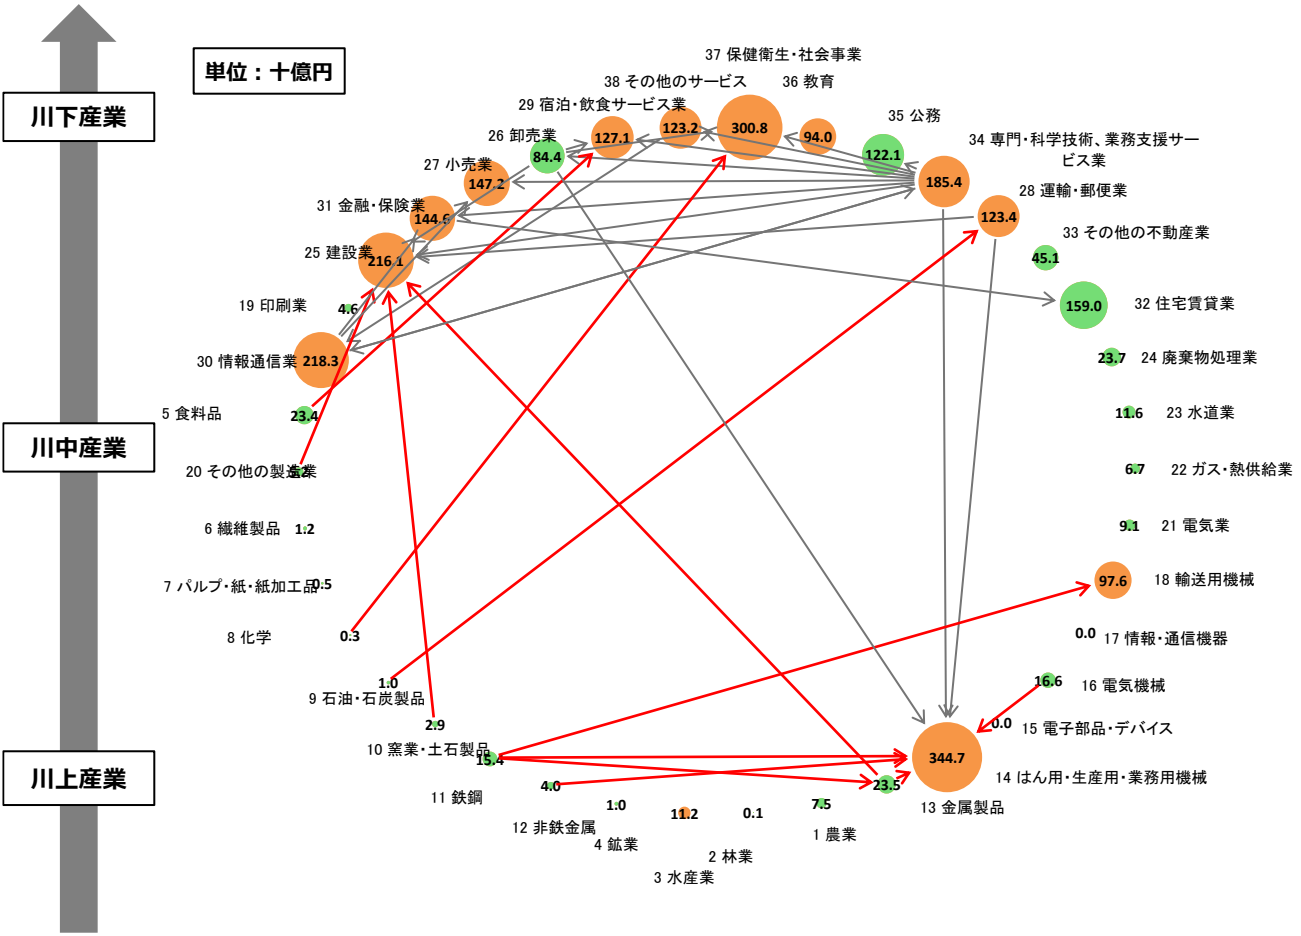 単位：十億円
川下産業
川中産業
川上産業
37 保健衛生・社会事業
38 その他のサービス
36 教育
29 宿泊・飲食サービス業
35 公務
26 卸売業
34 専門・科学技術、業務支援サー
ビス業
27 小売業
28 運輸・郵便業
31 金融・保険業
33 その他の不動産業
25 建設業
19 印刷業
32 住宅賃貸業
30 情報通信業
24 廃棄物処理業
5 食料品
23 水道業
20 その他の製造業
22 ガス・熱供給業
6 繊維製品
21 電気業
7 パルプ・紙・紙加工品
18 輸送用機械
8 化学
17 情報・通信機器
9 石油・石炭製品
16 電気機械
10 窯業・土石製品
15 電子部品・デバイス
11 鉄鋼
14 はん用・生産用・業務用機械
12 非鉄金属
13 金属製品
4 鉱業
1 農業
2 林業
3 水産業
300.8
123.2
94.0
127.1
122.1
84.4
185.4
147.2
123.4
144.6
45.1
216.1
4.6
159.0
218.3
23.7
23.4
11.6
6.7
1.2
9.1
0.5
97.6
0.3
0.0
1.0
16.6
2.9
0.0
15.4
344.7
4.0
23.5
1.0
7.5
11.2
0.1